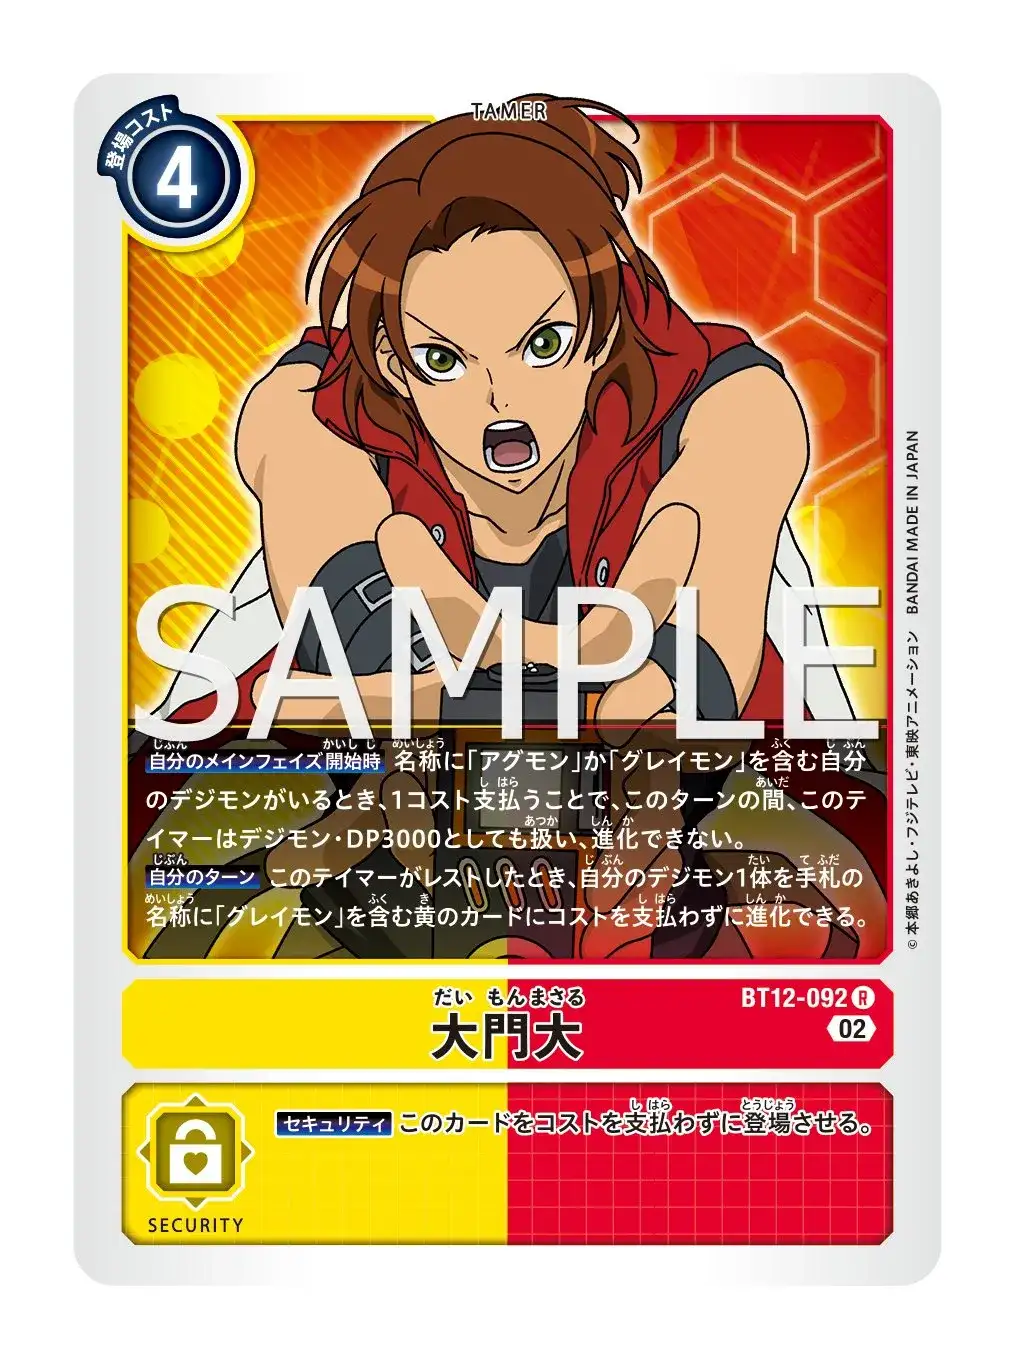 TAMER
登場コスト
4
SAMPLE
自分のメインフェイズ開始時 名称に「アグモン」か「グレイモン」を含む自分
のデジモンがいるとき、1コスト支払うことで、このターンの間、このテ
イマーはデジモン・DP3000としても扱い、進化できない。
自分のターン このテイマーがレストしたとき、自分のデジモン1体を手札の
名称に「グレイモン」を含む黄のカードにコストを支払わずに進化できる。
©本郷あきよし・フジテレビ・東映アニメーション BANDAI MADE IN JAPAN
だい もんまさる
大門大
BT12-092 R
02
セキュリティ このカードをコストを支払わずに登場させる。
SECURITY